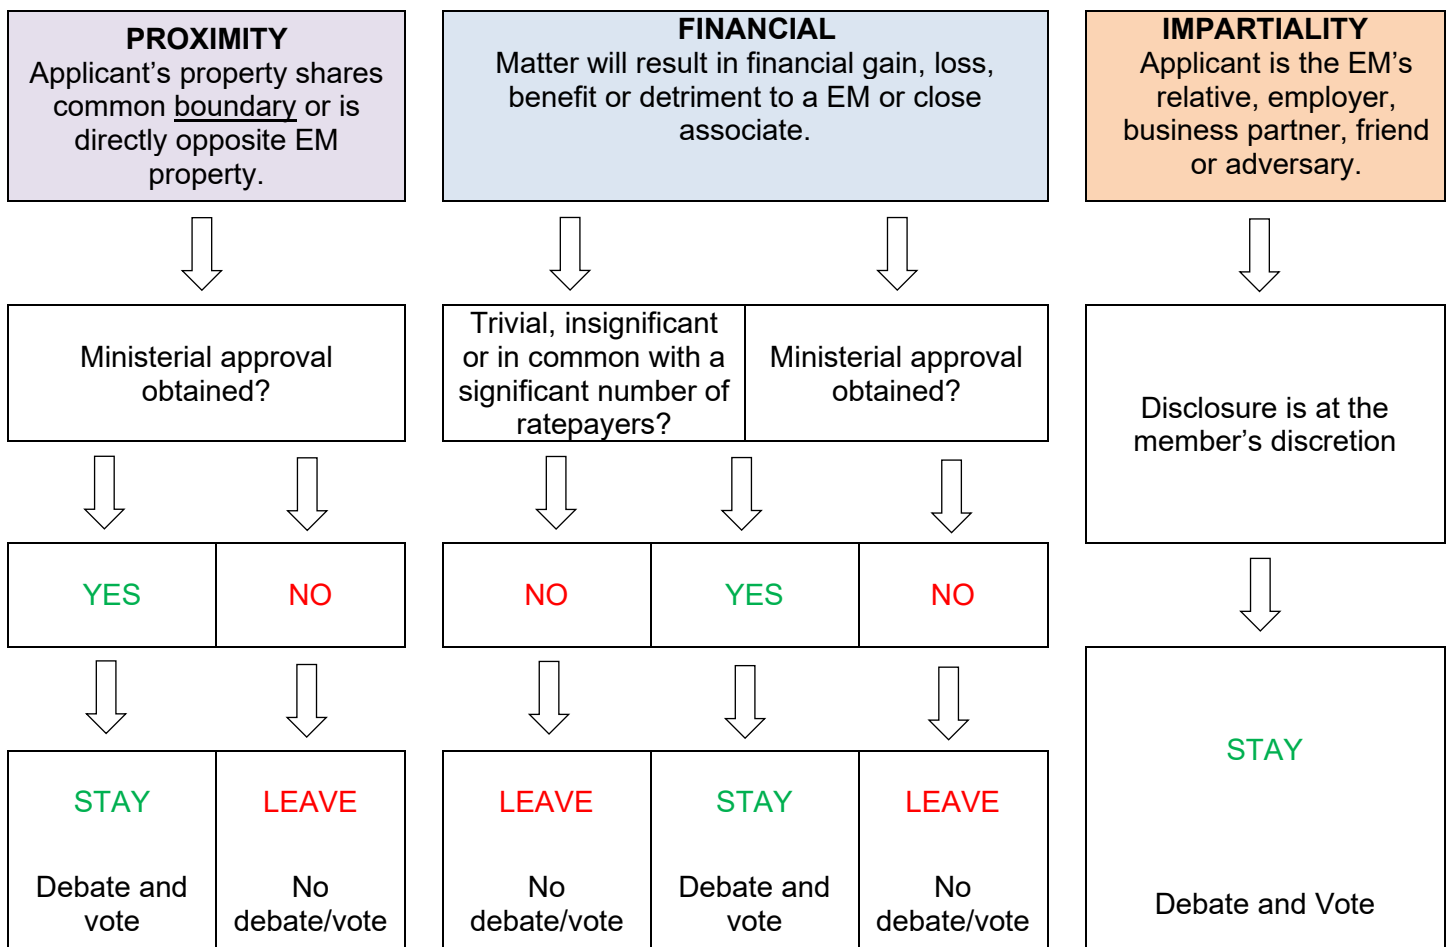 PROXIMITY
Applicant’s property shares
common boundary or is
directly opposite EM
property.
FINANCIAL
Matter will result in financial gain, loss,
benefit or detriment to a EM or close
associate.
IMPARTIALITY
Applicant is the EM’s
relative, employer,
business partner, friend
or adversary.
Ministerial approval
obtained?
Trivial, insignificant
or in common with a
significant number of
ratepayers?
Ministerial approval
obtained?
Disclosure is at the
member’s discretion
YES
NO
NO
YES
NO
STAY
Debate and
vote
LEAVE
No
debate/vote
LEAVE
No
debate/vote
STAY
Debate and
vote
LEAVE
No
debate/vote
STAY
Debate and Vote